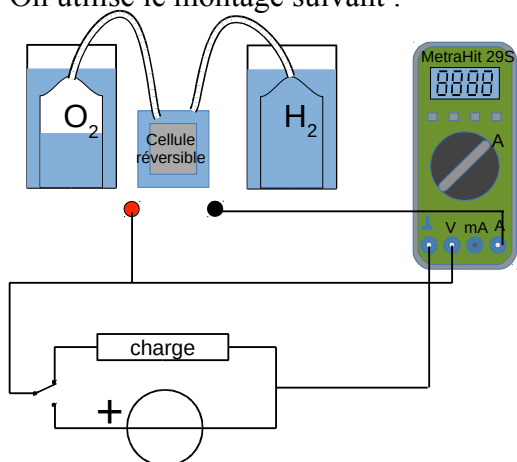 On utilise le montage suivant :
MetraHit 29S
8888
O2
H2
Cellule
réversible
A
⊥ V mA A
charge
+